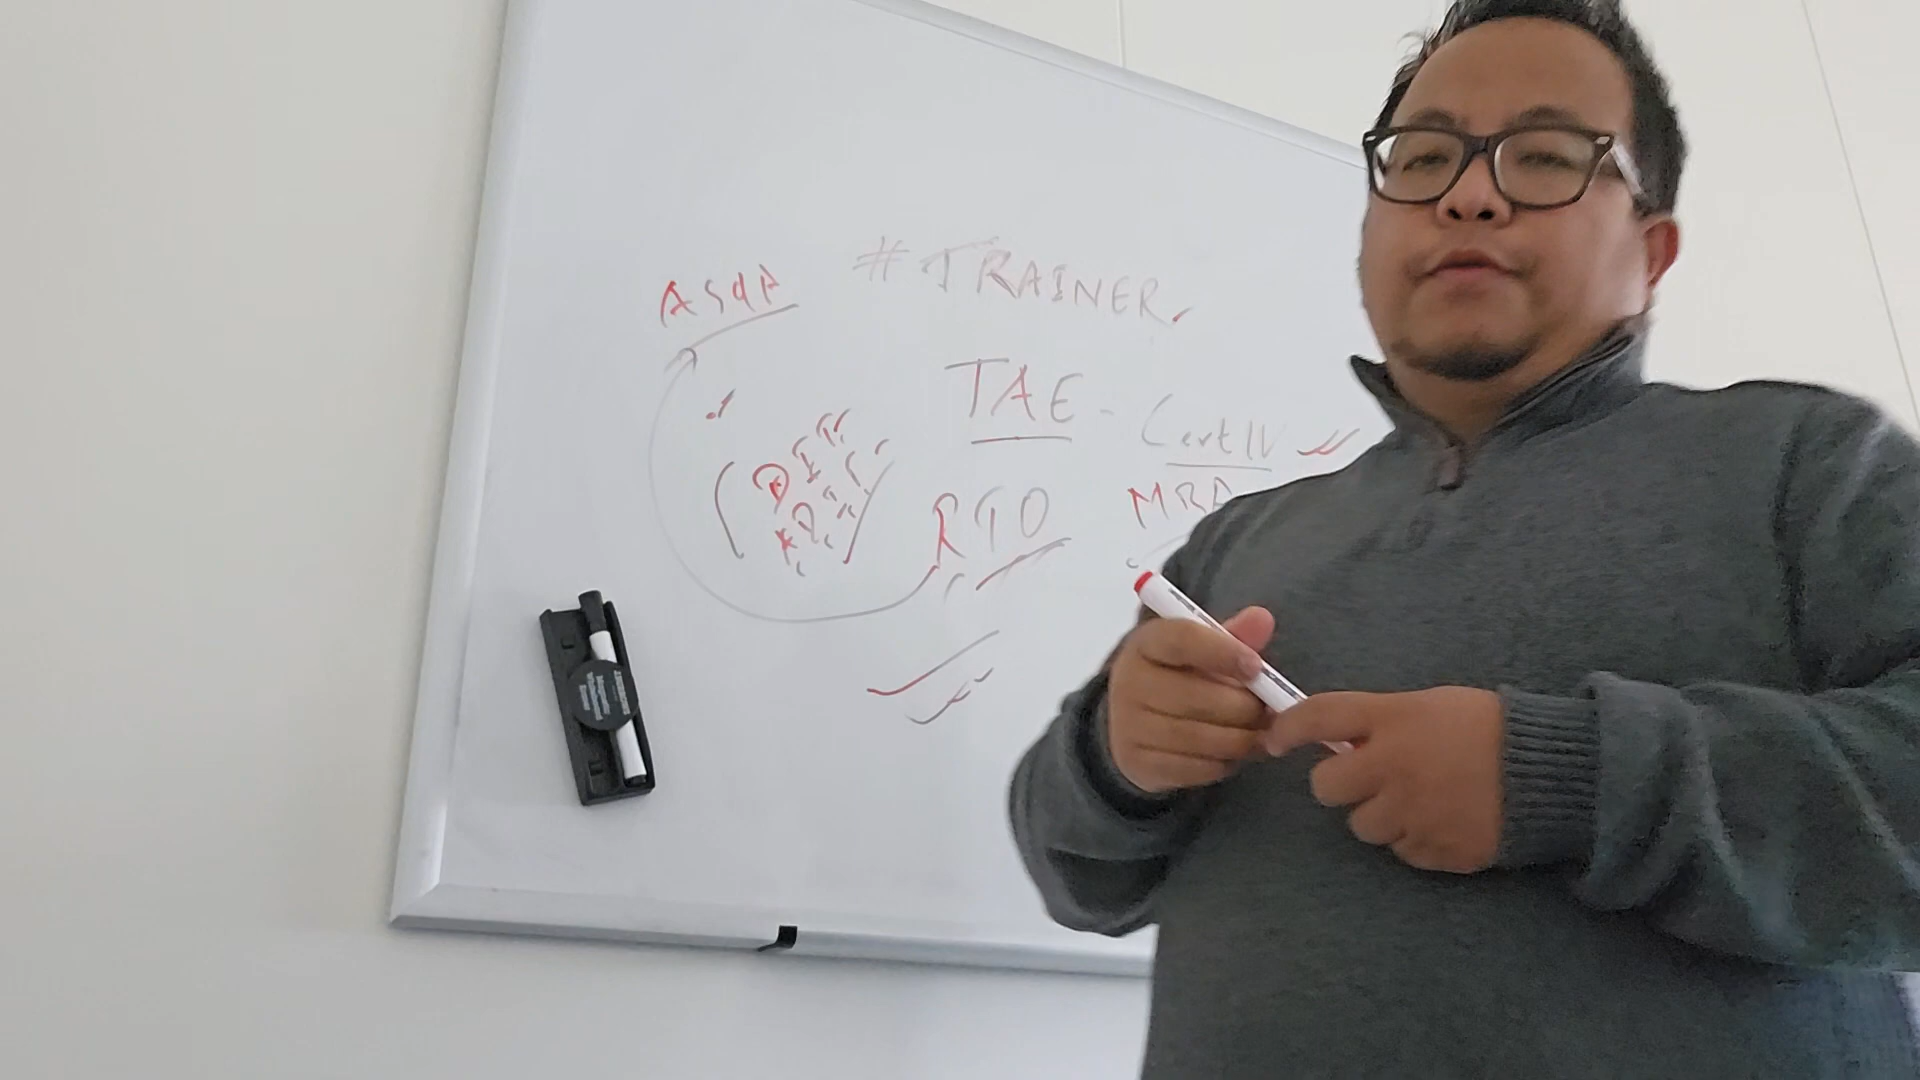 ASQA
#TRAINER
TAE - Cert IV
RTO
MBA